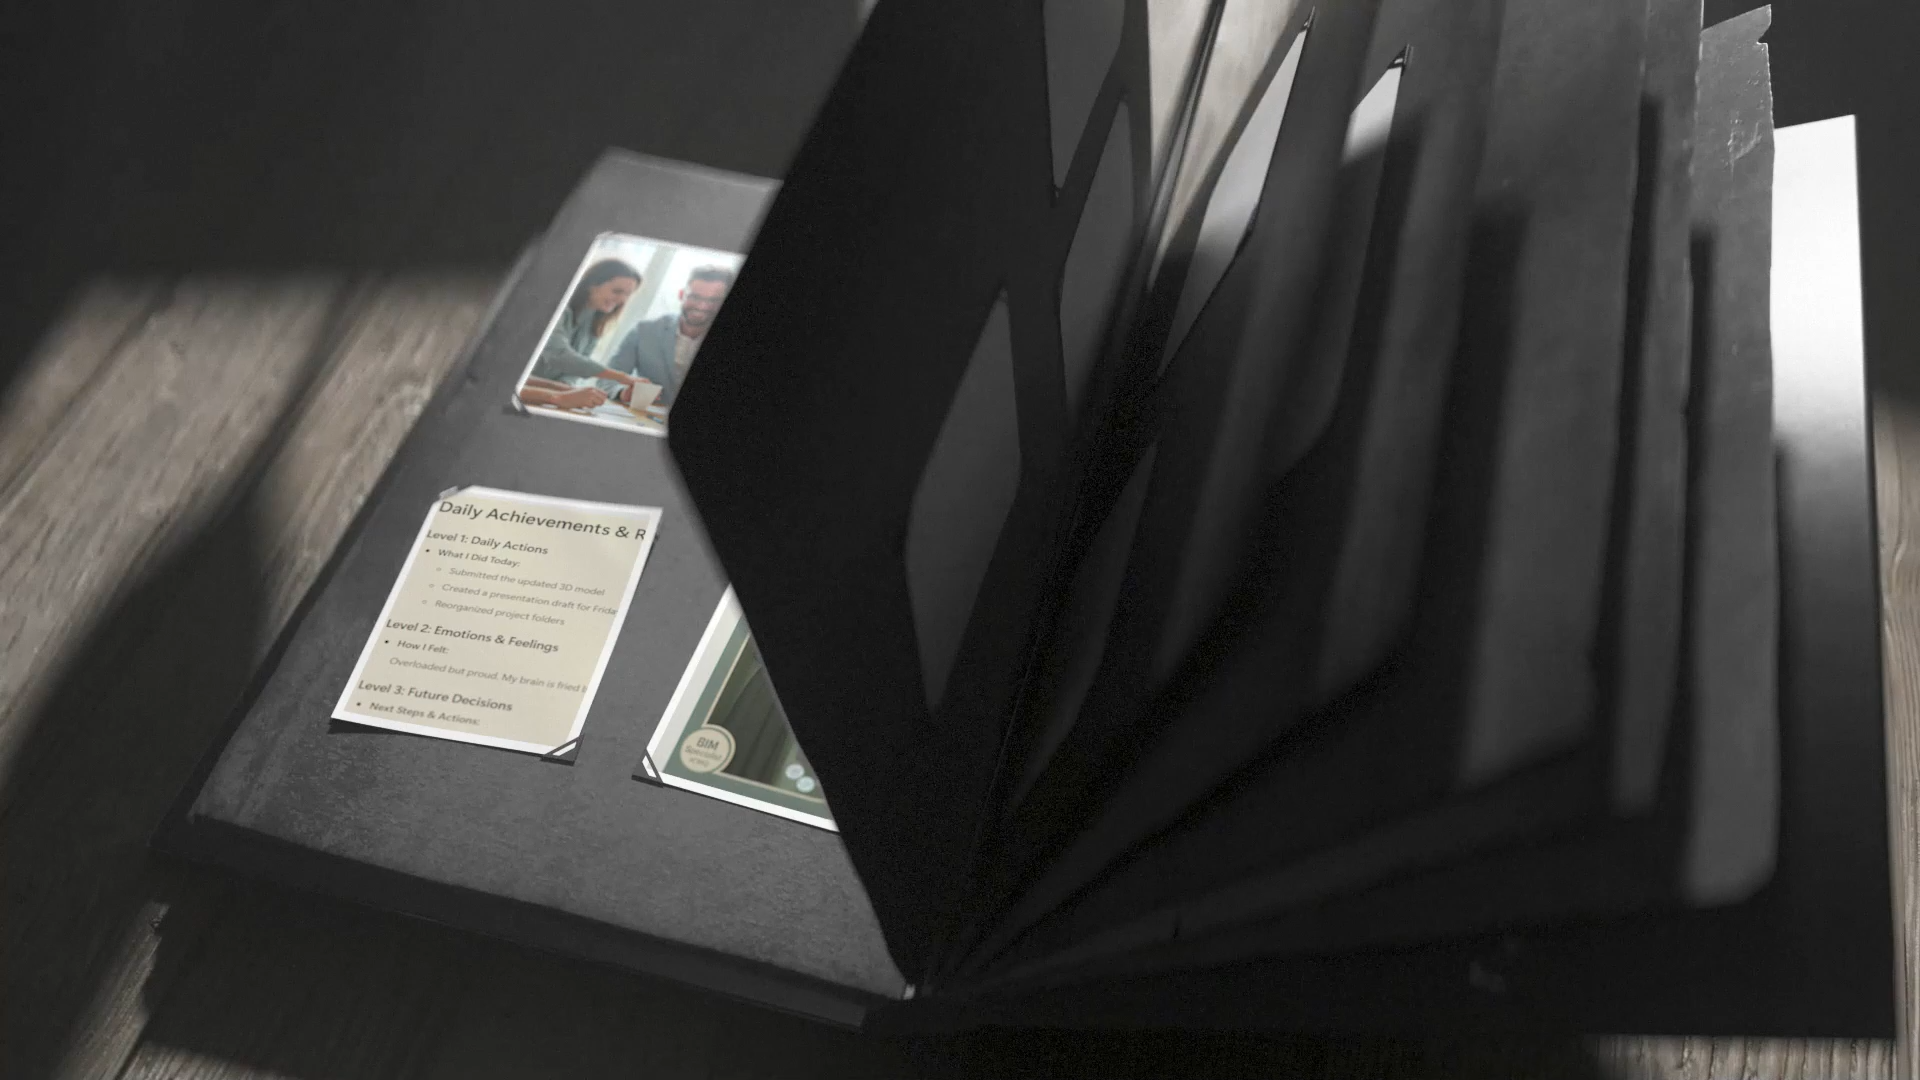 Daily Achievements & R
Level 1: Daily Actions
• What I Did Today:
◦ Submitted the updated 3D model
◦ Created a presentation draft for Friday
◦ Reorganized project folders
Level 2: Emotions & Feelings
• How I Felt:
Overloaded but proud. My brain is fried
Level 3: Future Decisions
• Next Steps & Actions:
BIM
Specialist